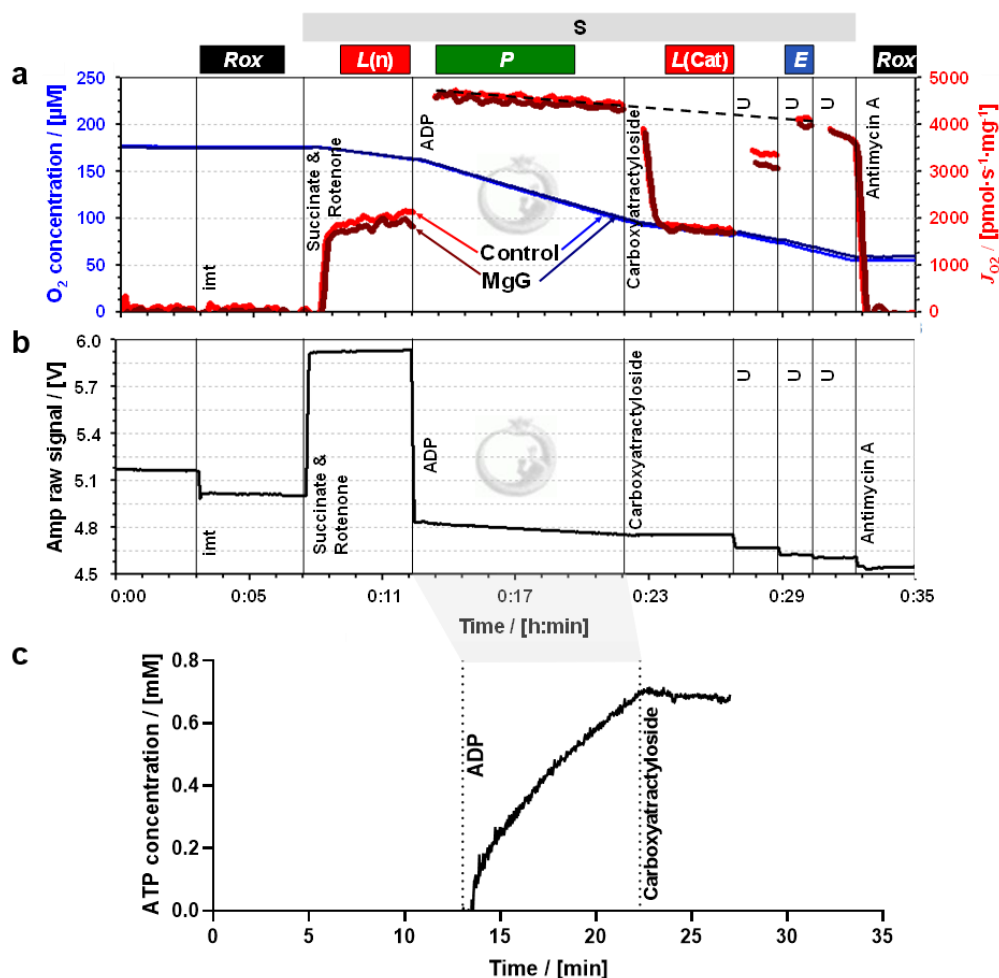 S
Rox
L(n)
P
L(Cat)
E
Rox
a
250
200
150
100
50
0
O2 concentration / [µM]
imt
Succinate &
Rotenone
ADP
Control
MgG
Carboxyatractyloside
U
U
U
Antimycin A
5000
4000
3000
2000
1000
0
JO2 / [pmol·s-1·mg-1]
b
6.0
5.7
5.4
5.1
4.8
4.5
Amp raw signal / [V]
imt
Succinate &
Rotenone
ADP
Carboxyatractyloside
U
U
U
Antimycin A
0:00
0:05
0:11
0:17
0:23
0:29
0:35
Time / [h:min]
c
0.8
0.6
0.4
0.2
0.0
ATP concentration / [mM]
ADP
Carboxyatractyloside
0
5
10
15
20
25
30
35
Time / [min]